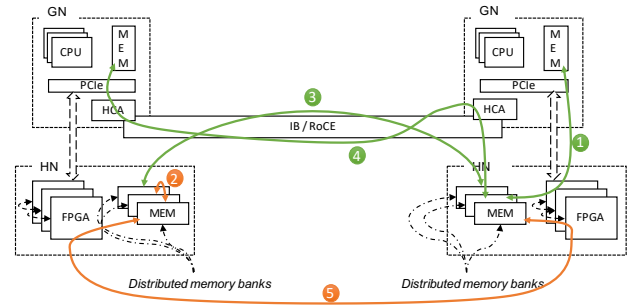 GN
GN
CPU
M
E
M
CPU
M
E
M
PCIe
PCIe
3
HCA
HCA
IB / RoCE
4
1
HN
HN
2
FPGA
MEM
MEM
FPGA
Distributed memory banks
Distributed memory banks
5